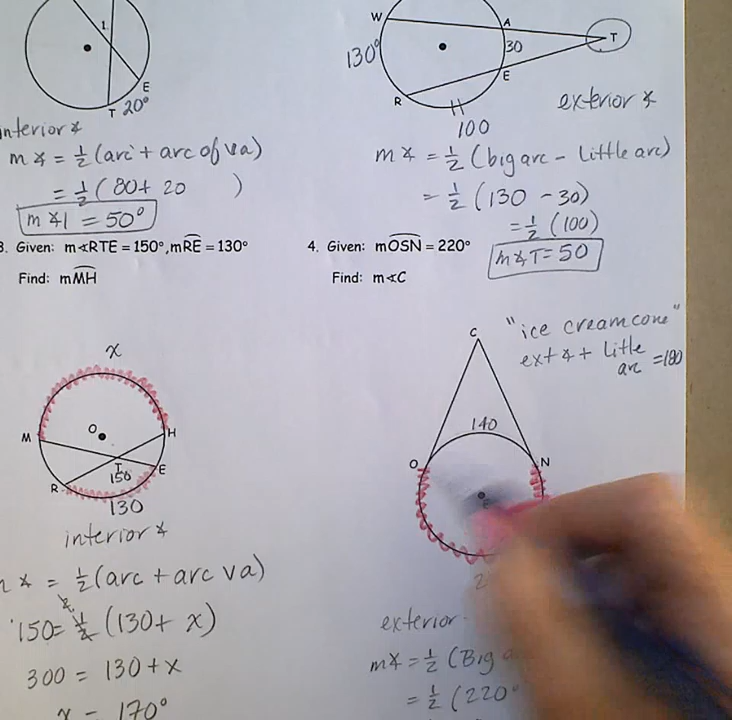 1
E
T 20°
interior ∡
m∡ = ½(arc + arc of va)
= ½(80+ 20 )
m∡1 = 50°
W
A
T
130°
30
E
R
100
exterior ∡
m∡ = ½(big arc - little arc)
= ½(130 - 30)
= ½(100)
m∡T= 50
3. Given: m∢RTE = 150°, mRE = 130°
Find: mMH
x
M
O
H
T
150
E
R
130
interior ∡
∡ = ½(arc + arc va)
150= ½(130+ x)
300 = 130+x
x = 170°
4. Given: mOSN = 220°
Find: m∢C
C
"ice cream cone"
ext ∡ + little
arc =180
140
O
N
exterior
m∡ = ½(Big
= ½(220°